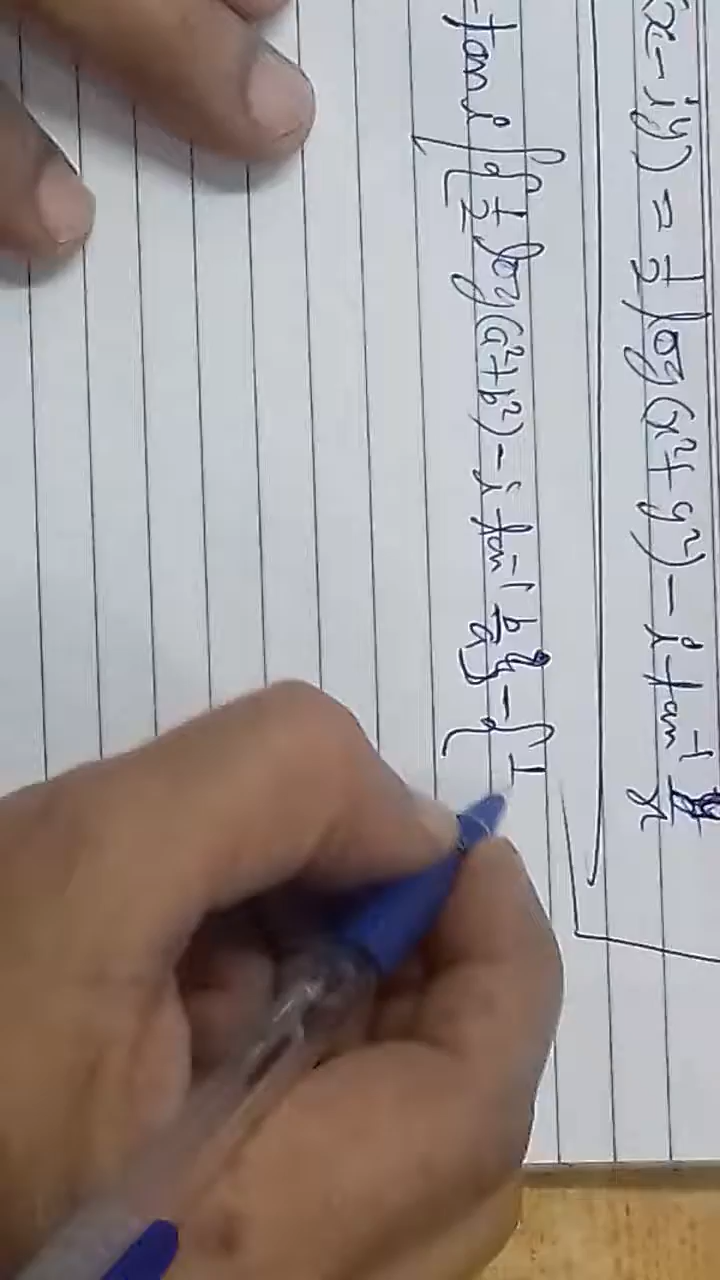 (x - iy) = 1/2 log(x² + y²) - i tan⁻¹ y/x
= tan i [{1/2 log(a² + b²) - i tan⁻¹ b/a} - {1